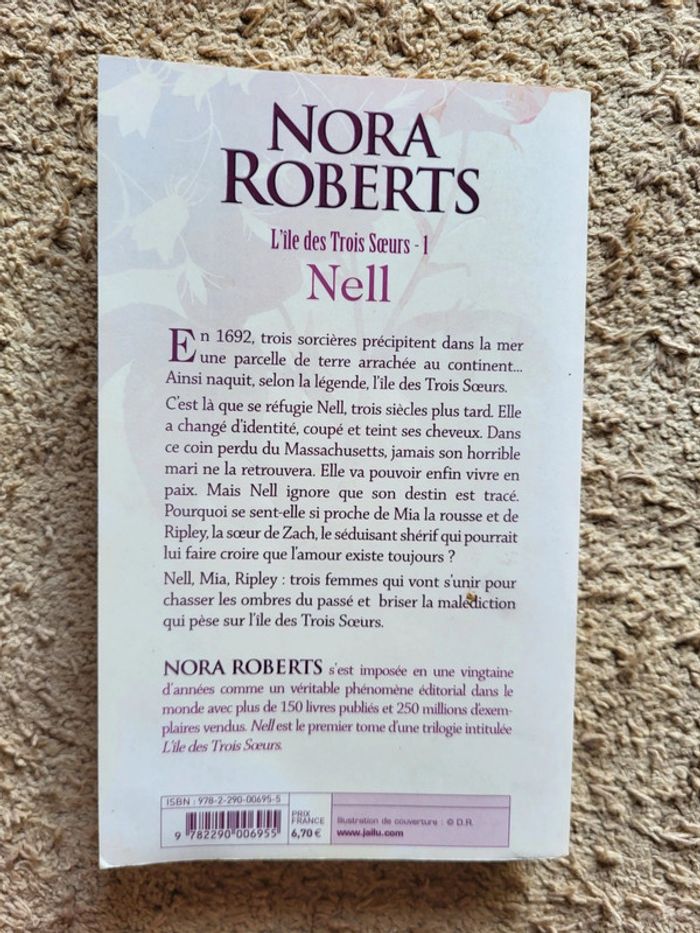 NORA
ROBERTS
L'île des Trois Sœurs - 1
Nell
En 1692, trois sorcières précipitent dans la mer
une parcelle de terre arrachée au continent...
Ainsi naquit, selon la légende, l'île des Trois Sœurs.
C'est là que se réfugie Nell, trois siècles plus tard. Elle
a changé d'identité, coupé et teint ses cheveux. Dans
ce coin perdu du Massachusetts, jamais son horrible
mari ne la retrouvera. Elle va pouvoir enfin vivre en
paix. Mais Nell ignore que son destin est tracé.
Pourquoi se sent-elle si proche de Mia la rousse et de
Ripley, la sœur de Zach, le séduisant shérif qui pourrait
lui faire croire que l'amour existe toujours ?
Nell, Mia, Ripley : trois femmes qui vont s'unir pour
chasser les ombres du passé et briser la malédiction
qui pèse sur l'île des Trois Sœurs.
NORA ROBERTS s'est imposée en une vingtaine
d'années comme un véritable phénomène éditorial dans le
monde avec plus de 150 livres publiés et 250 millions d'exem-
plaires vendus. Nell est le premier tome d'une trilogie intitulée
L'île des Trois Sœurs.
ISBN : 978-2-290-00695-5
9 782290 006955
PRIX
FRANCE
6,70 €
Illustration de couverture : © D.R.
www.jailu.com